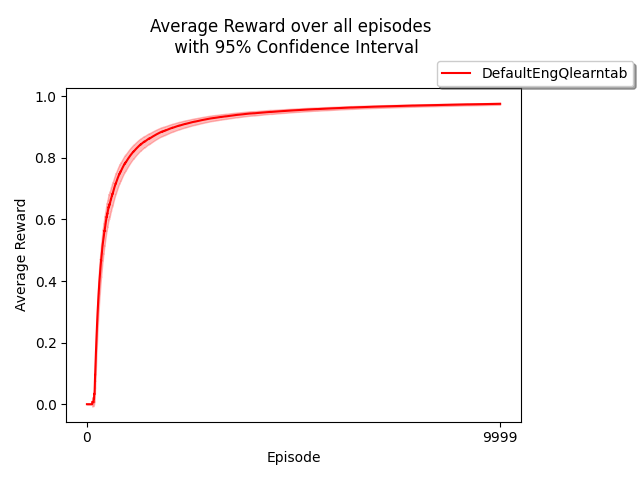 Average Reward over all episodes
with 95% Confidence Interval
DefaultEngQlearntab
1.0
0.8
0.6
0.4
0.2
0.0
Average Reward
0
9999
Episode